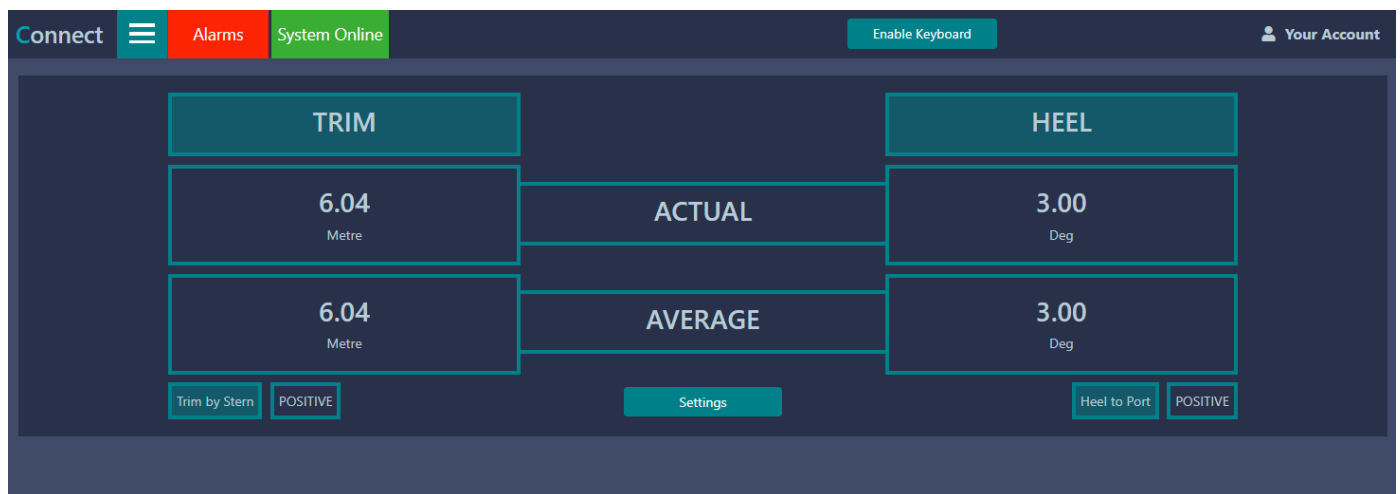 Connect Alarms System Online Enable Keyboard Your Account
TRIM HEEL
6.04 ACTUAL 3.00
Metre Deg
6.04 AVERAGE 3.00
Metre Deg
Trim by Stern POSITIVE Settings Heel to Port POSITIVE